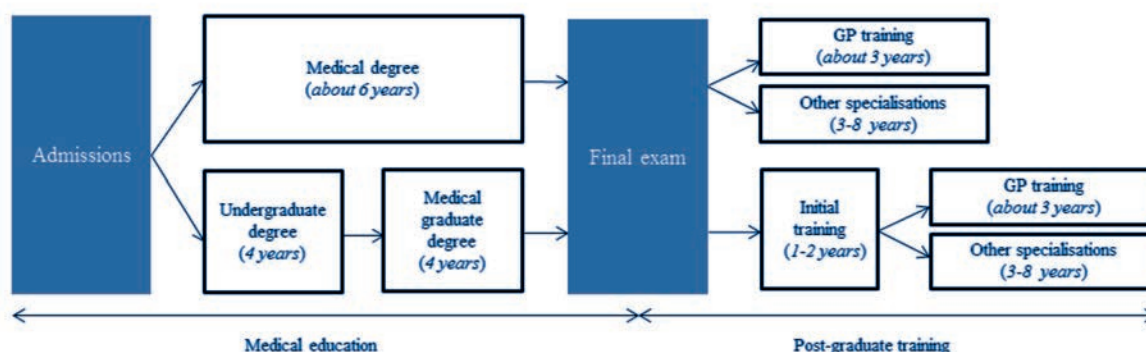 Admissions
Medical degree
(about 6 years)
Undergraduate
degree
(4 years)
Medical
graduate
degree
(4 years)
Final exam
GP training
(about 3 years)
Other specialisations
(3-8 years)
Initial
training
(1-2 years)
GP training
(about 3 years)
Other specialisations
(3-8 years)
Medical education
Post-graduate training